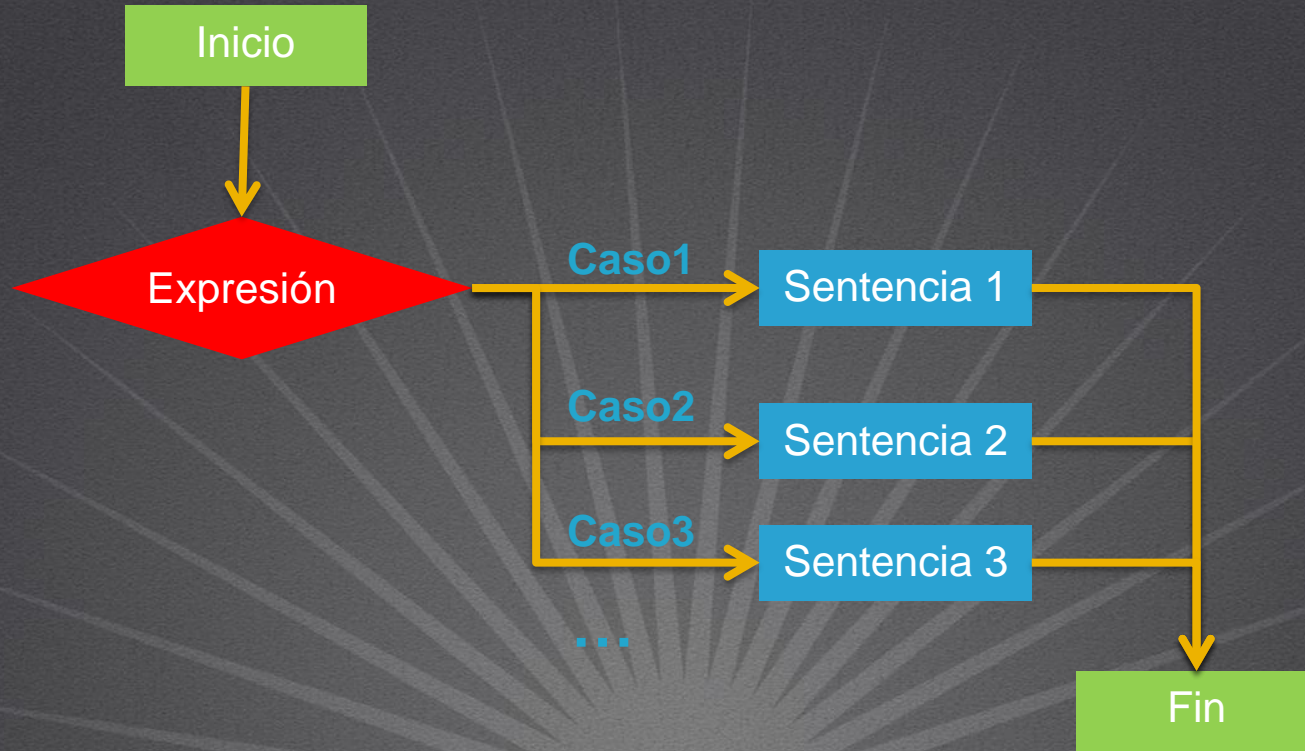 Inicio
Expresión
Caso1
Sentencia 1
Caso2
Sentencia 2
Caso3
Sentencia 3
...
Fin